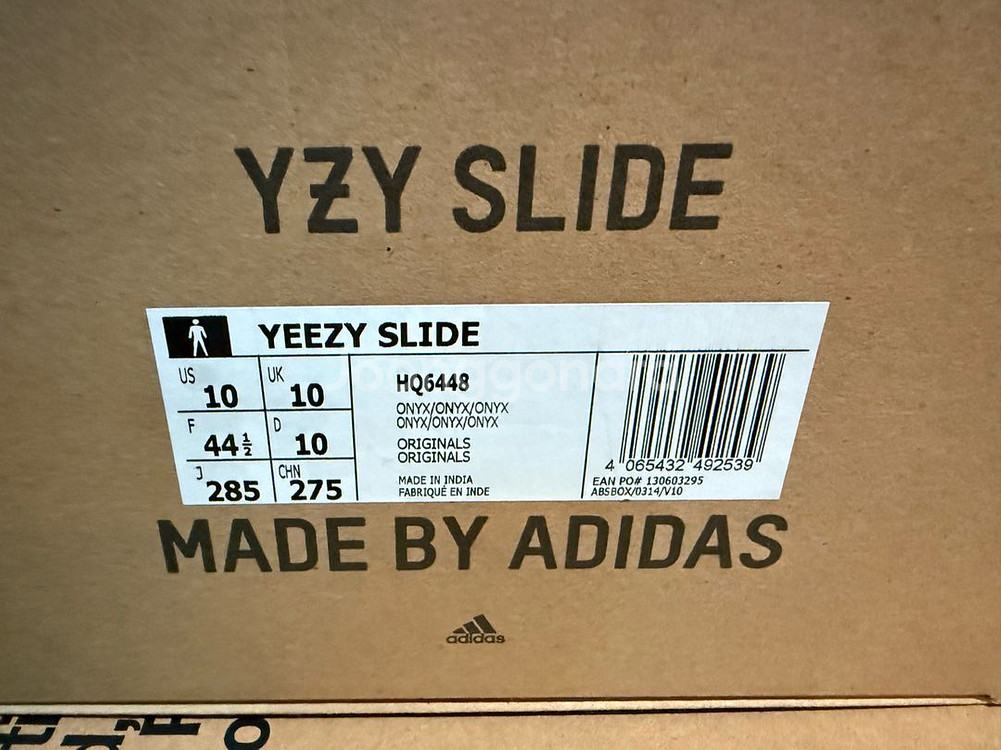 YZY SLIDE
YEEZY SLIDE
US 10
UK 10
F 44½
D 10
J 285
CHN 275
HQ6448
ONYX/ONYX/ONYX
ONYX/ONYX/ONYX
ORIGINALS
ORIGINALS
MADE IN INDIA
FABRIQUÉ EN INDE
4 065432 492539
EAN PO# 130603295
ABSBOX/0314/V10
MADE BY ADIDAS
adidas